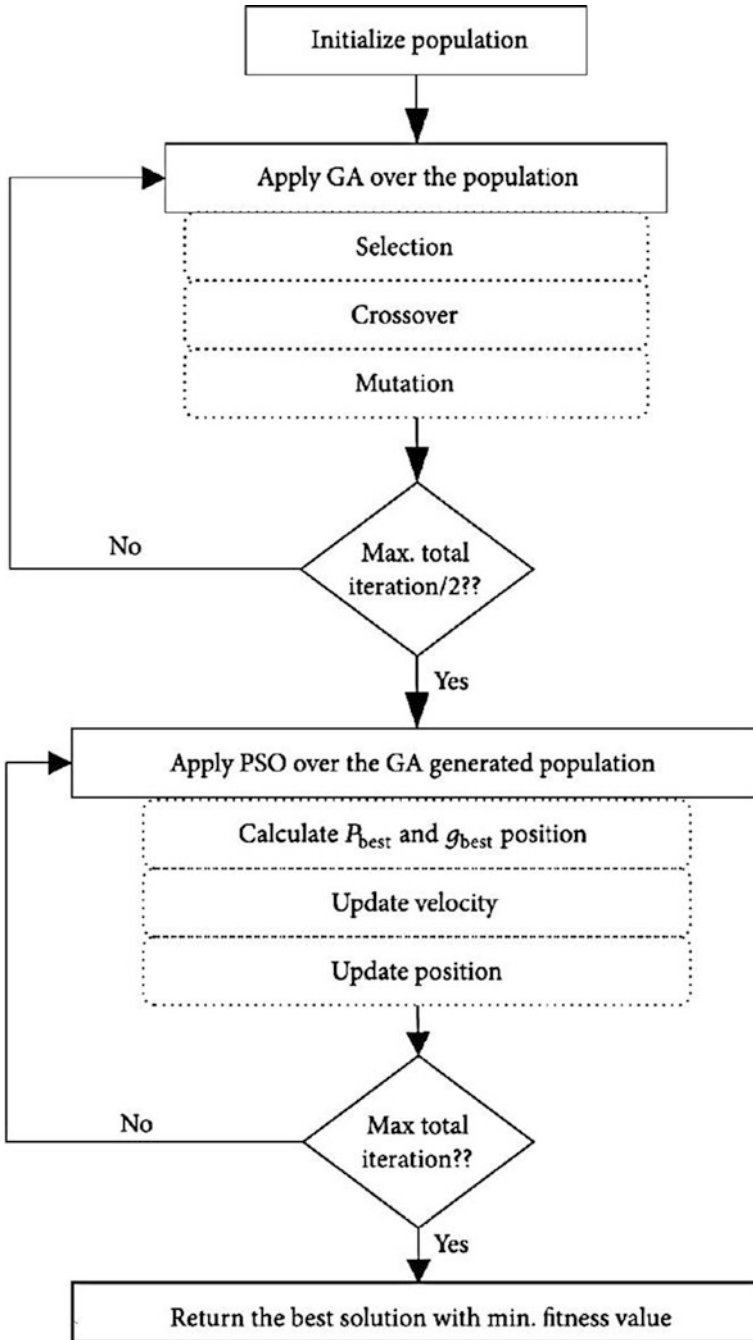 Initialize population
Apply GA over the population
Selection
Crossover
Mutation
No
Max. total
iteration/2??
Yes
Apply PSO over the GA generated population
Calculate Pbest and gbest position
Update velocity
Update position
No
Max total
iteration??
Yes
Return the best solution with min. fitness value